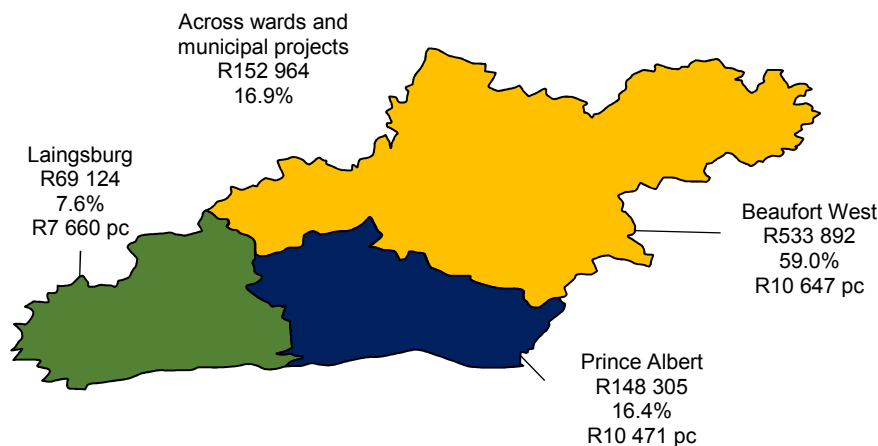 Across wards and
municipal projects
R152 964
16.9%
Laingsburg
R69 124
7.6%
R7 660 pc
Beaufort West
R533 892
59.0%
R10 647 pc
Prince Albert
R148 305
16.4%
R10 471 pc